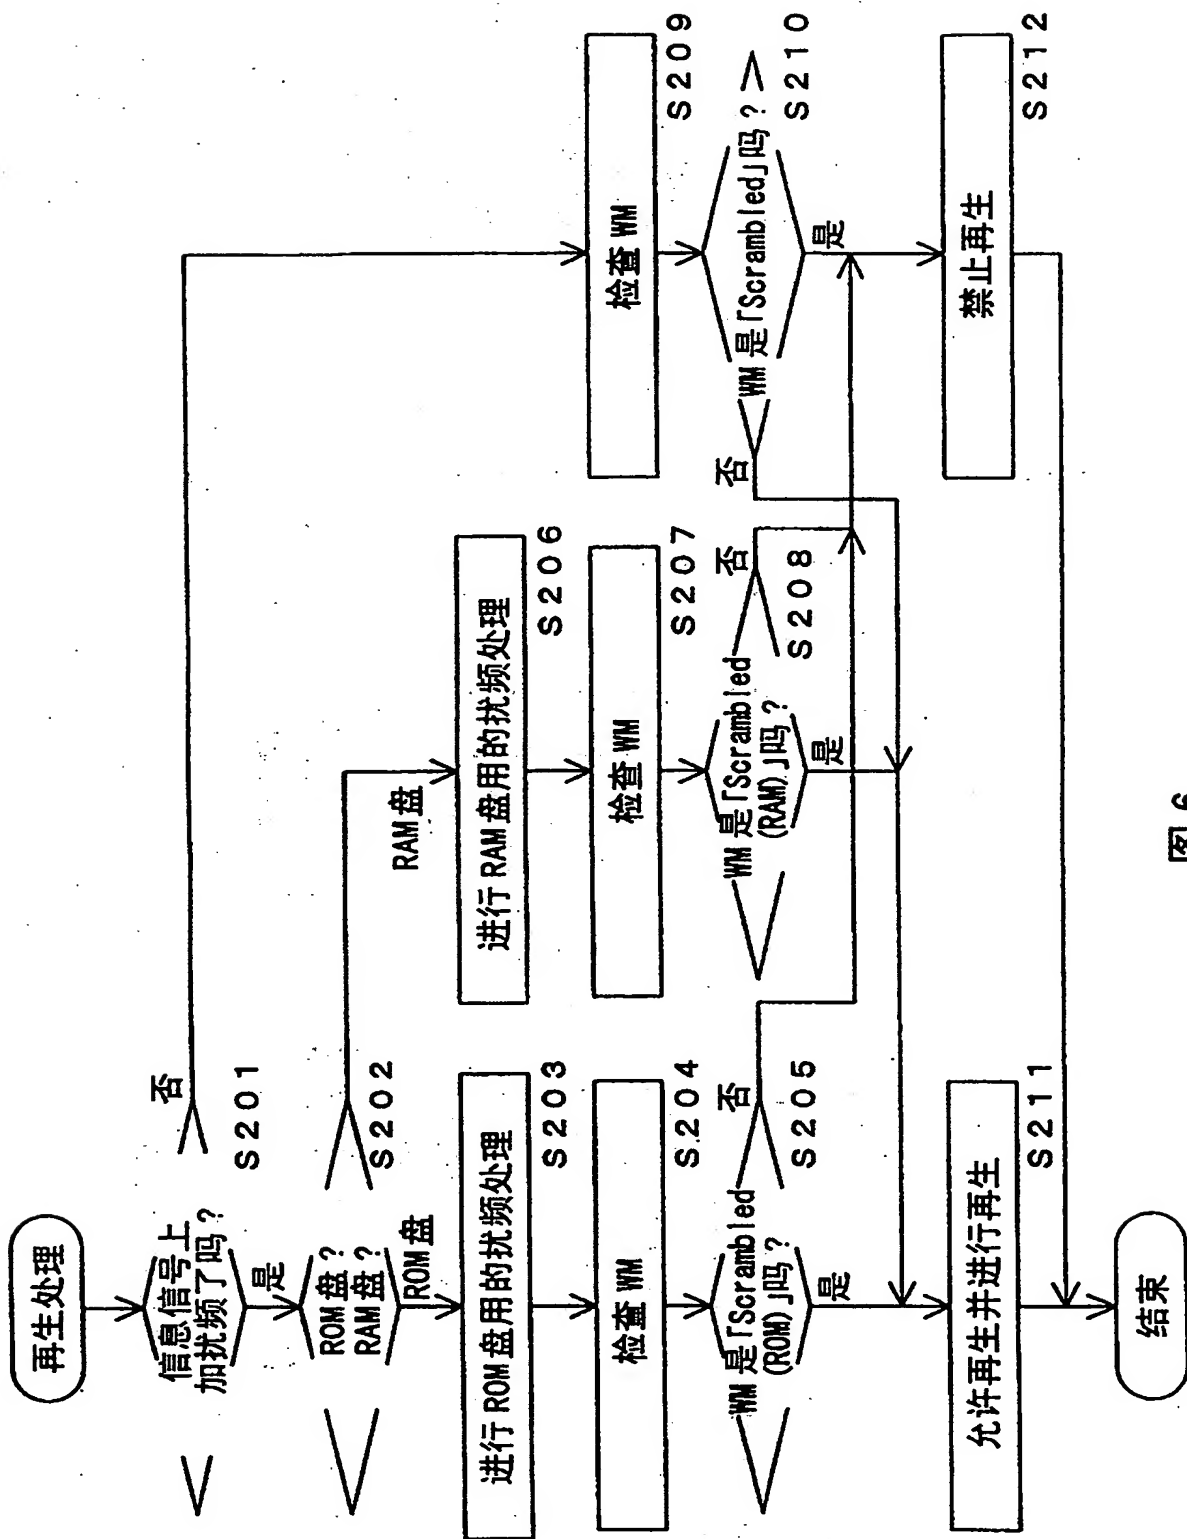 再生处理
信息信号上
加扰频了吗？
S201
否
是
ROM盘？
RAM盘？
S202
ROM盘
RAM盘
进行ROM盘用的扰频处理
S203
检查WM
S204
WM是「Scrambled
(ROM)」吗？
S205
否
是
进行RAM盘用的扰频处理
S206
检查WM
S207
WM是「Scrambled
(RAM)」吗？
S208
否
是
检查WM
S209
WM是「Scrambled」吗？
S210
否
是
允许再生并进行再生
S211
禁止再生
S212
结束
图6